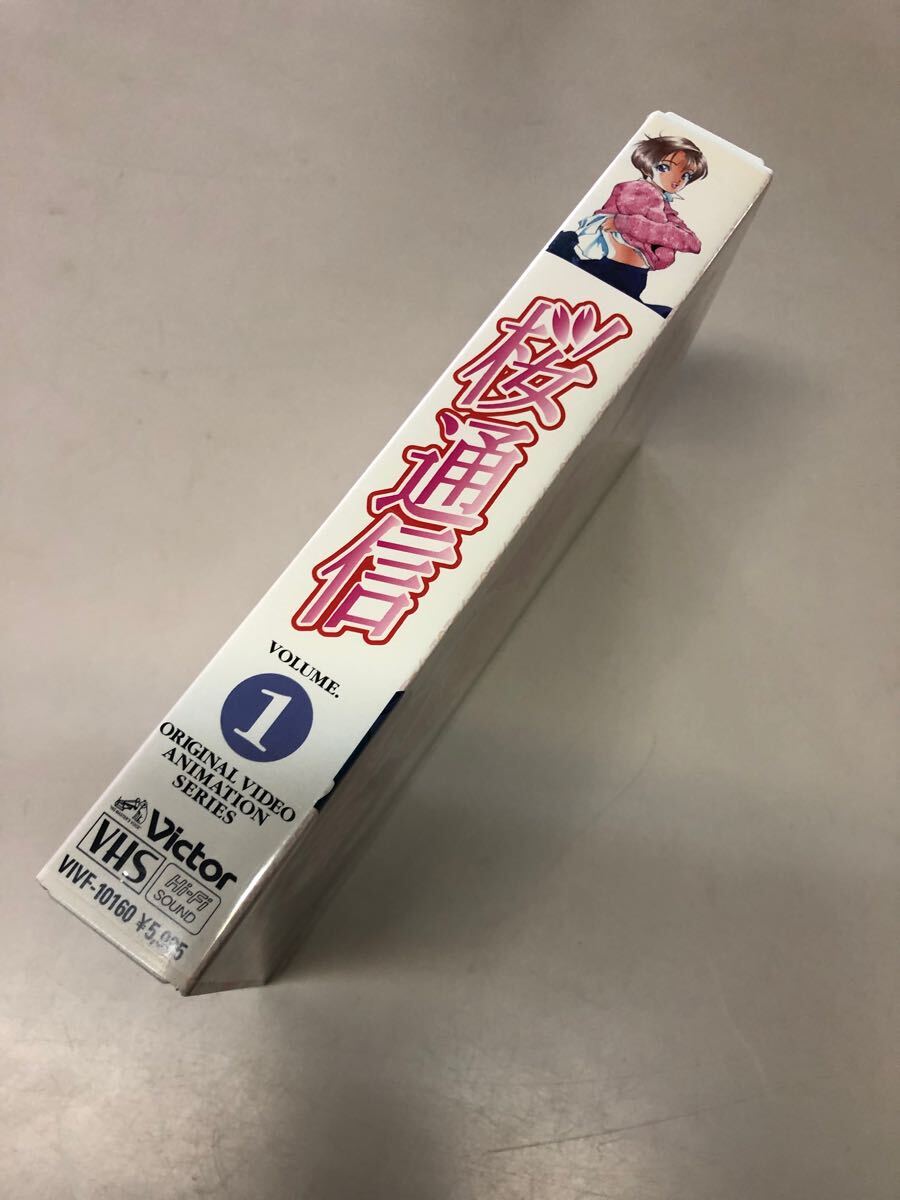 桜通信
VOLUME.
1
ORIGINAL VIDEO
ANIMATION
SERIES
Victor
VHS
Hi-Fi
SOUND
VIVF-10160